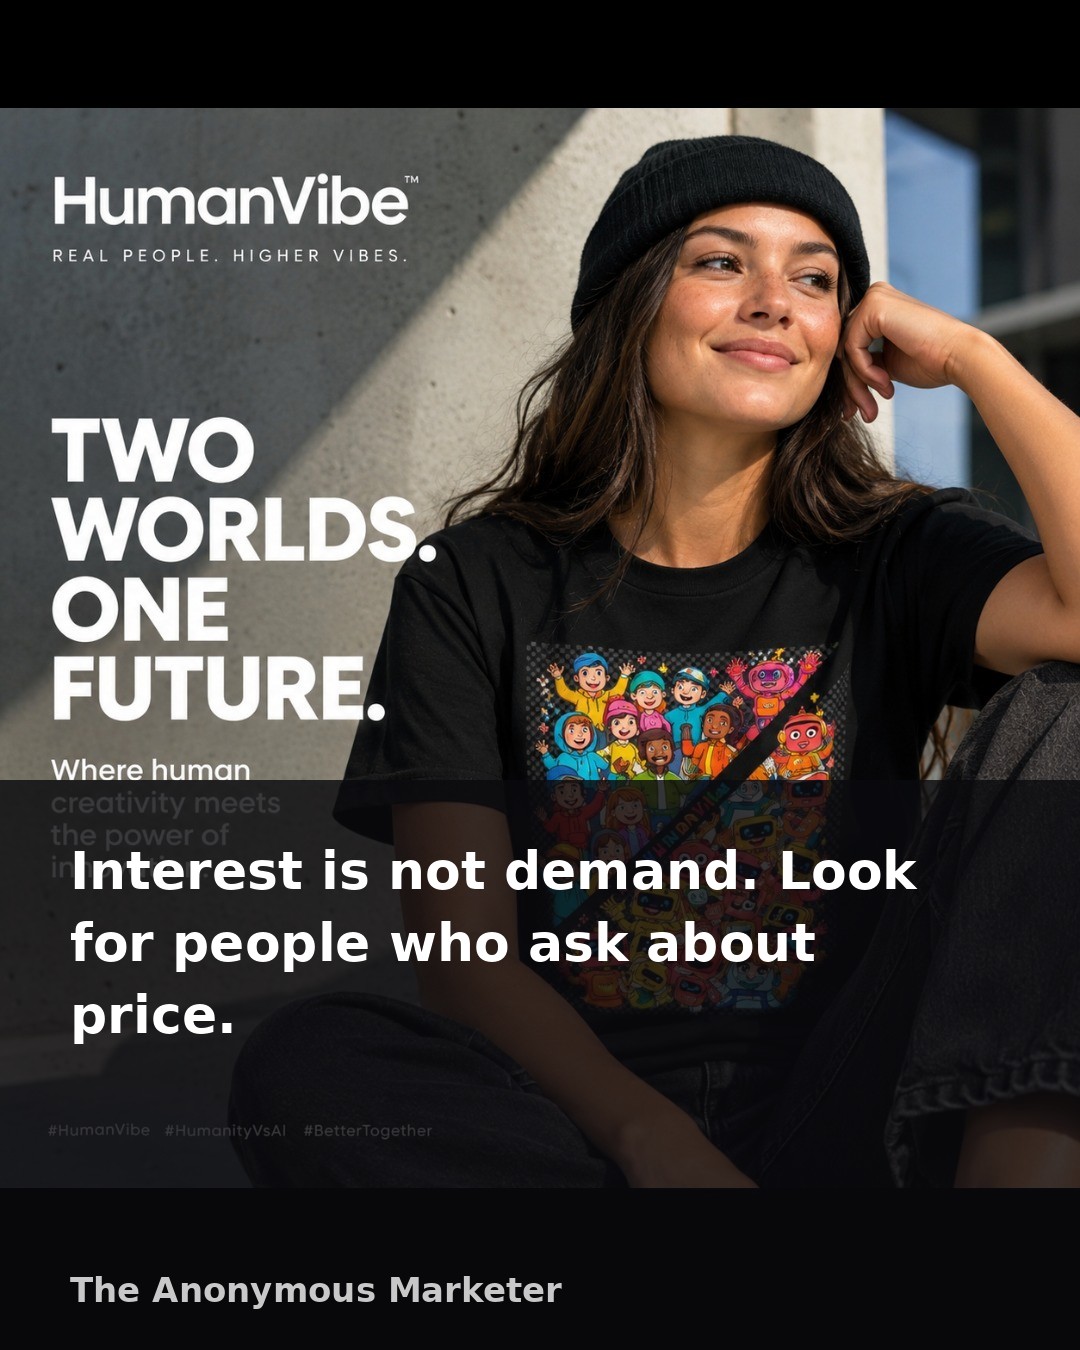 HumanVibe™
REAL PEOPLE. HIGHER VIBES.
TWO
WORLDS.
ONE
FUTURE.
Where human
creativity meets
the power of
Interest is not demand. Look
for people who ask about
price.
#HumanVibe #HumanityVsAI #BetterTogether
The Anonymous Marketer